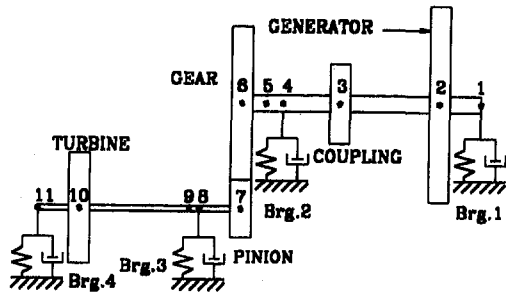 GENERATOR
GEAR
6 5 4 3 2 1
TURBINE
COUPLING
11 10 9 8 7
Brg.2
Brg.1
Brg.3
PINION
Brg.4